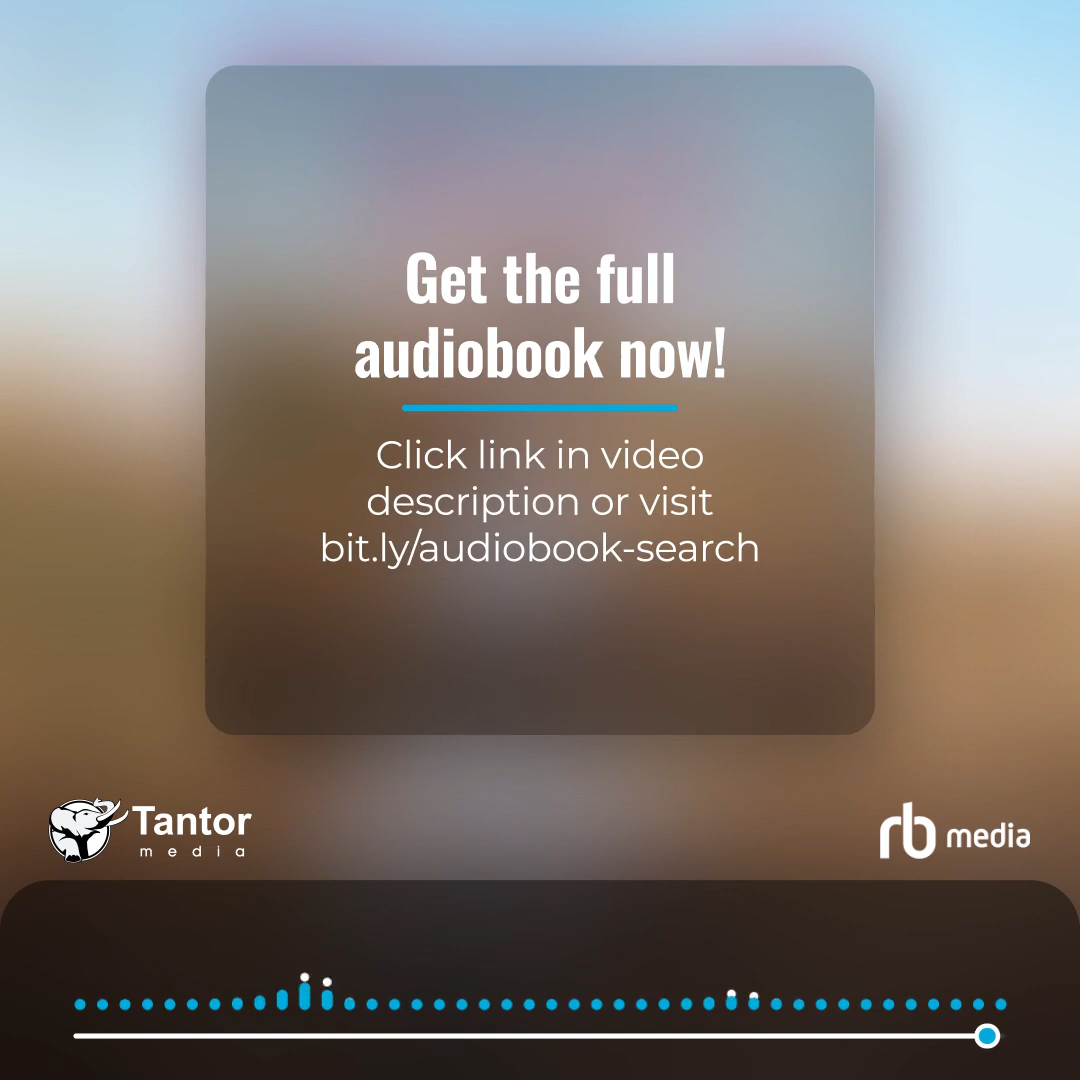 Get the full
audiobook now!
Click link in video
description or visit
bit.ly/audiobook-search
Tantor
media
rb media